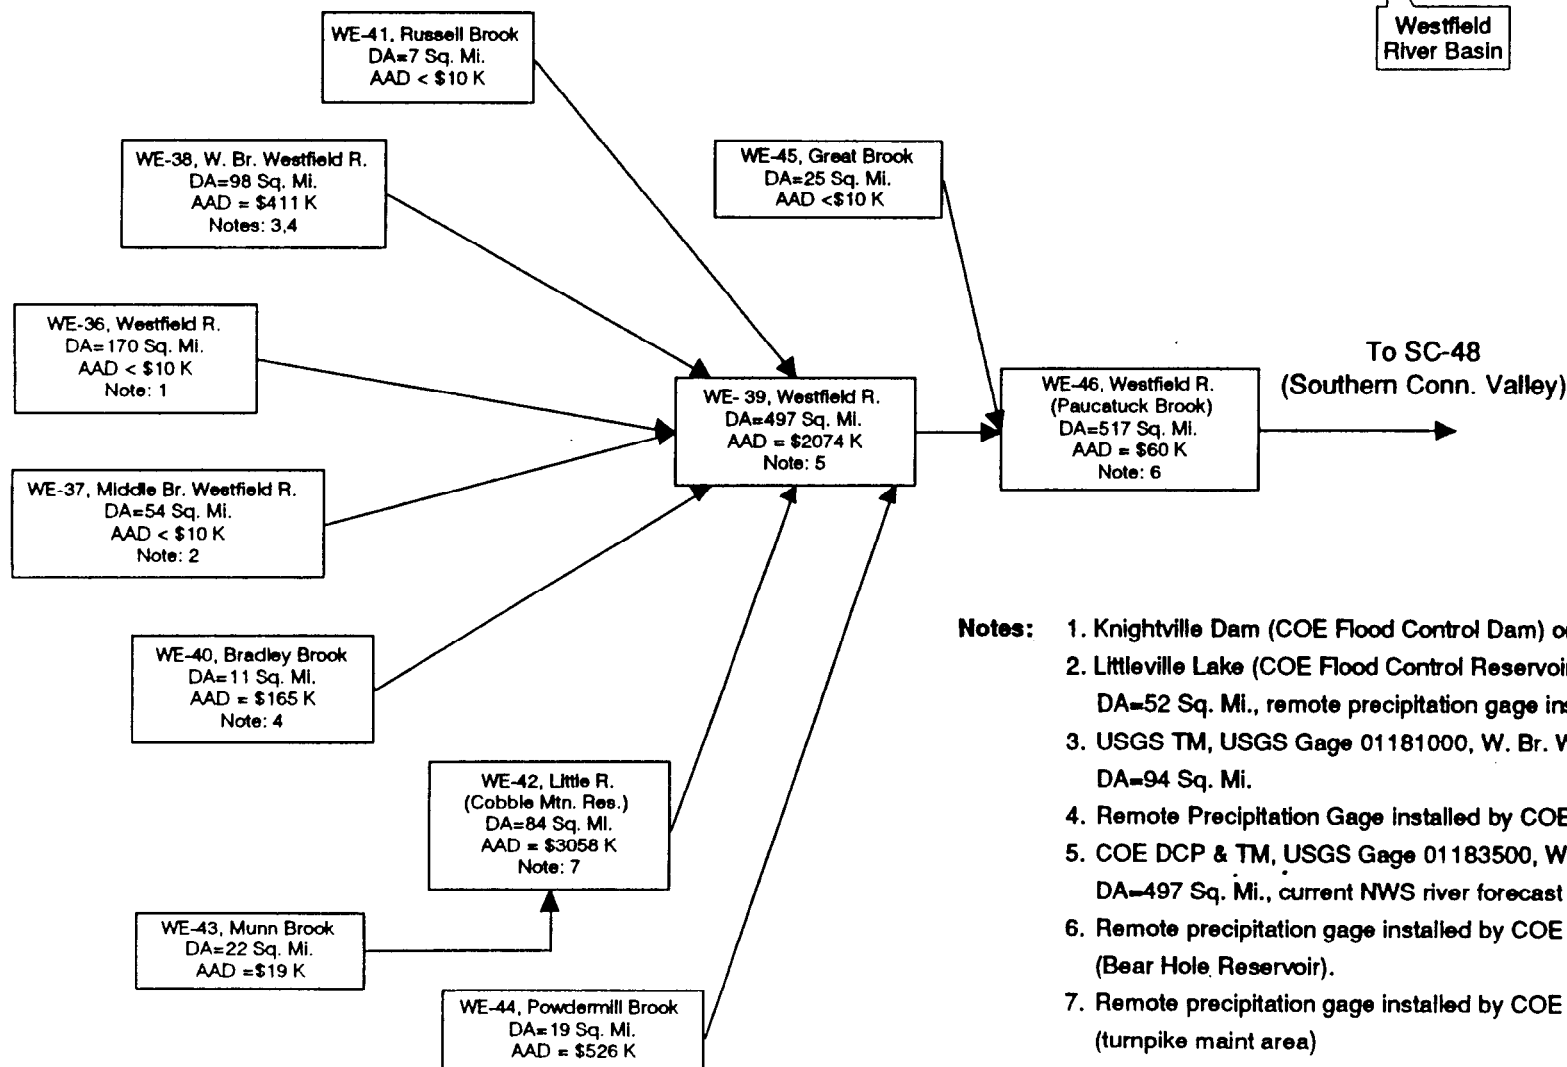 Westfield
River Basin
WE-41, Russell Brook
DA=7 Sq. Mi.
AAD < $10 K
WE-38, W. Br. Westfield R.
DA=98 Sq. Mi.
AAD = $411 K
Notes: 3,4
WE-45, Great Brook
DA=25 Sq. Mi.
AAD <$10 K
WE-36, Westfield R.
DA=170 Sq. Mi.
AAD < $10 K
Note: 1
WE- 39, Westfield R.
DA=497 Sq. Mi.
AAD = $2074 K
Note: 5
WE-46, Westfield R.
(Paucatuck Brook)
DA=517 Sq. Mi.
AAD = $60 K
Note: 6
To SC-48
(Southern Conn. Valley)
WE-37, Middle Br. Westfield R.
DA=54 Sq. Mi.
AAD < $10 K
Note: 2
WE-40, Bradley Brook
DA=11 Sq. Mi.
AAD = $165 K
Note: 4
WE-42, Little R.
(Cobble Mtn. Res.)
DA=84 Sq. Mi.
AAD = $3058 K
Note: 7
WE-43, Munn Brook
DA=22 Sq. Mi.
AAD =$19 K
WE-44, Powdermill Brook
DA=19 Sq. Mi.
AAD = $526 K
Notes: 1. Knightville Dam (COE Flood Control Dam)
2. Littleville Lake (COE Flood Control Reservoir
DA=52 Sq. Mi., remote precipitation gage
3. USGS TM, USGS Gage 01181000, W. Br.
DA=94 Sq. Mi.
4. Remote Precipitation Gage installed by COE
5. COE DCP & TM, USGS Gage 01183500,
DA=497 Sq. Mi., current NWS river forecast
6. Remote precipitation gage installed by COE
(Bear Hole Reservoir).
7. Remote precipitation gage installed by COE
(turnpike maint area)